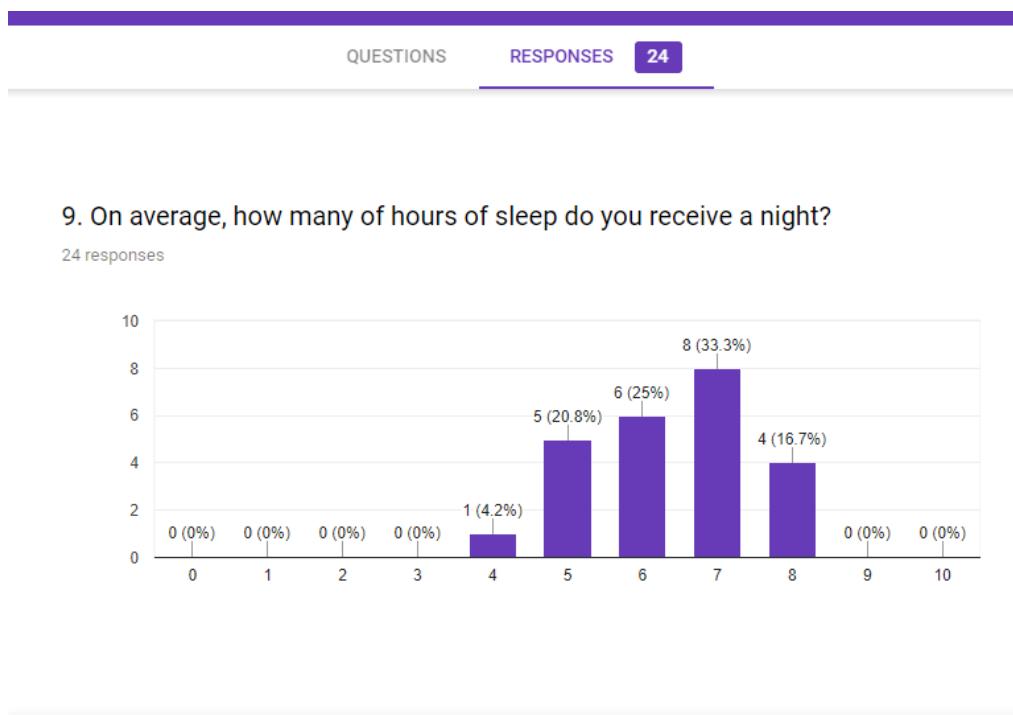 QUESTIONS RESPONSES 24
9. On average, how many of hours of sleep do you receive a night?
24 responses
10
8 (33.3%)
8
6 (25%)
6
5 (20.8%)
4 (16.7%)
4
2
1 (4.2%)
0 (0%) 0 (0%) 0 (0%) 0 (0%) 0 (0%) 0 (0%)
0
0 1 2 3 4 5 6 7 8 9 10